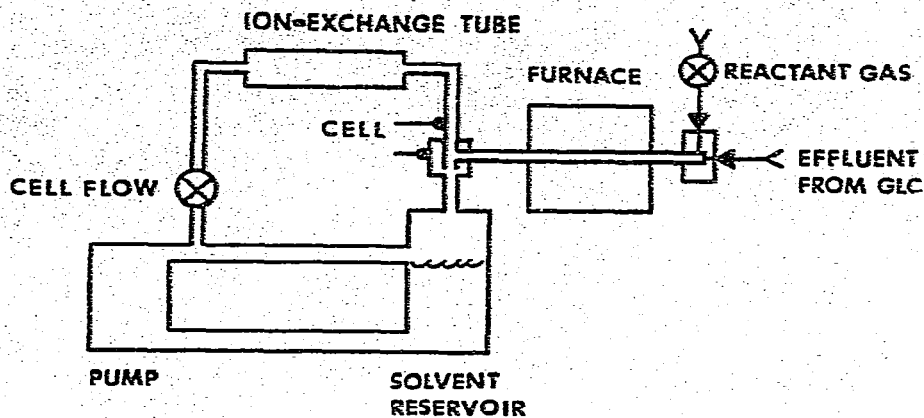 ION-EXCHANGE TUBE
FURNACE
REACTANT GAS
CELL
EFFLUENT
FROM GLC
CELL FLOW
PUMP
SOLVENT
RESERVOIR